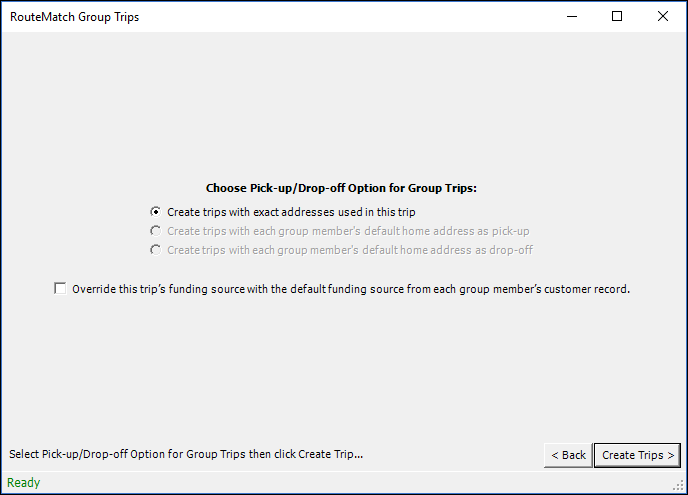 RouteMatch Group Trips
Choose Pick-up/Drop-off Option for Group Trips:
Create trips with exact addresses used in this trip
Create trips with each group member's default home address as pick-up
Create trips with each group member's default home address as drop-off
Override this trip's funding source with the default funding source from each group member's customer record.
Select Pick-up/Drop-off Option for Group Trips then click Create Trip...
< Back
Create Trips >
Ready